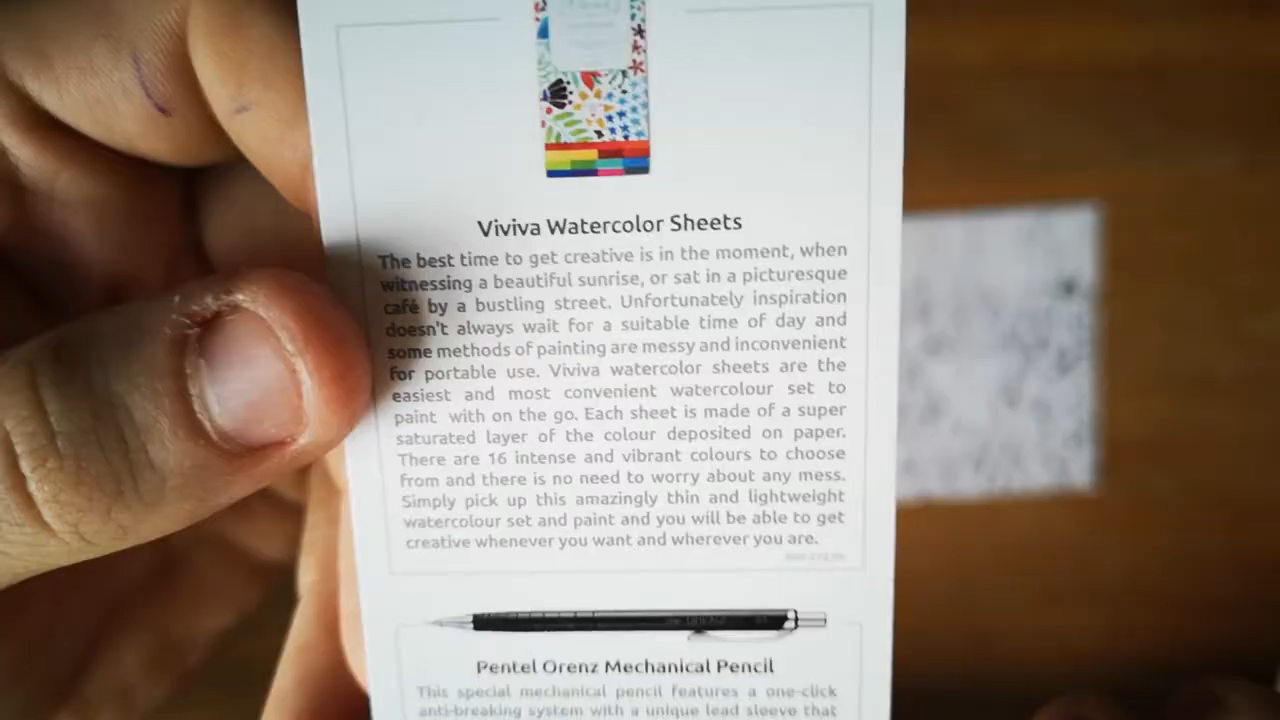 Viviva Watercolor Sheets
The best time to get creative is in the moment, when
witnessing a beautiful sunrise, or sat in a picturesque
café by a bustling street. Unfortunately inspiration
doesn't always wait for a suitable time of day and
some methods of painting are messy and inconvenient
for portable use. Viviva watercolor sheets are the
easiest and most convenient watercolour set to
paint with on the go. Each sheet is made of a super
saturated layer of the colour deposited on paper.
There are 16 intense and vibrant colours to choose
from and there is no need to worry about any mess.
Simply pick up this amazingly thin and lightweight
watercolour set and paint and you will be able to get
creative whenever you want and wherever you are.
Pentel Orenz Mechanical Pencil
This special mechanical pencil features a one-click
anti-breaking system with a unique lead sleeve that